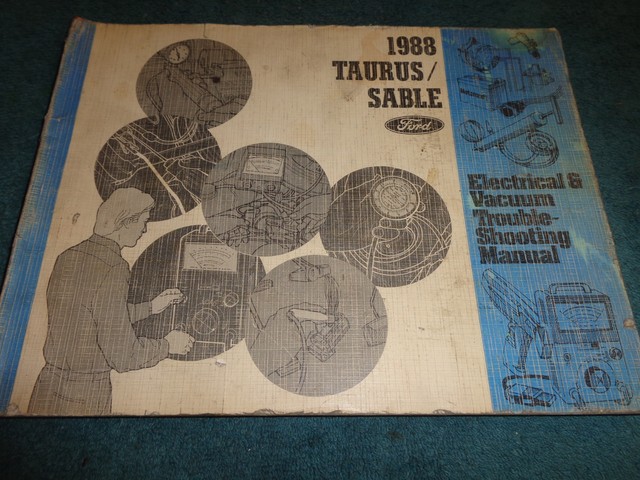 1988
TAURUS/
SABLE
Ford
Electrical &
Vacuum
Trouble-
Shooting
Manual